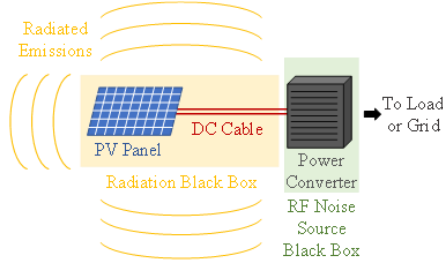 Radiated
Emissions
To Load
or Grid
DC Cable
PV Panel
Power
Converter
Radiation Black Box
RF Noise
Source
Black Box